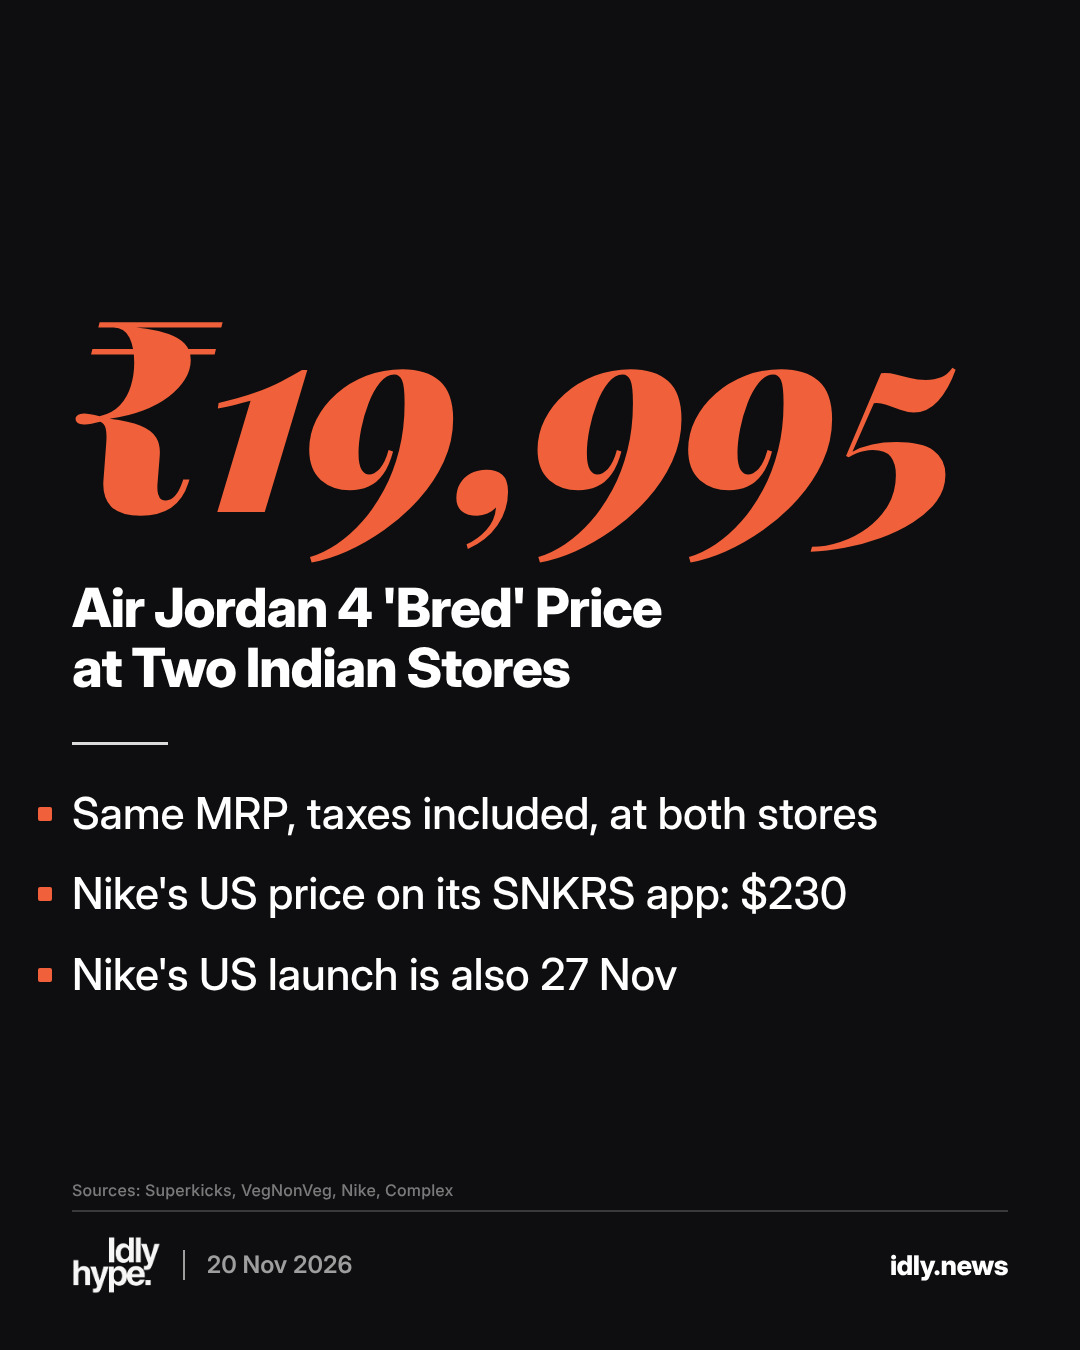 ₹19,995
Air Jordan 4 'Bred' Price
at Two Indian Stores
Same MRP, taxes included, at both stores
Nike's US price on its SNKRS app: $230
Nike's US launch is also 27 Nov
Sources: Superkicks, VegNonVeg, Nike, Complex
Idly
hype.
20 Nov 2026
idly.news